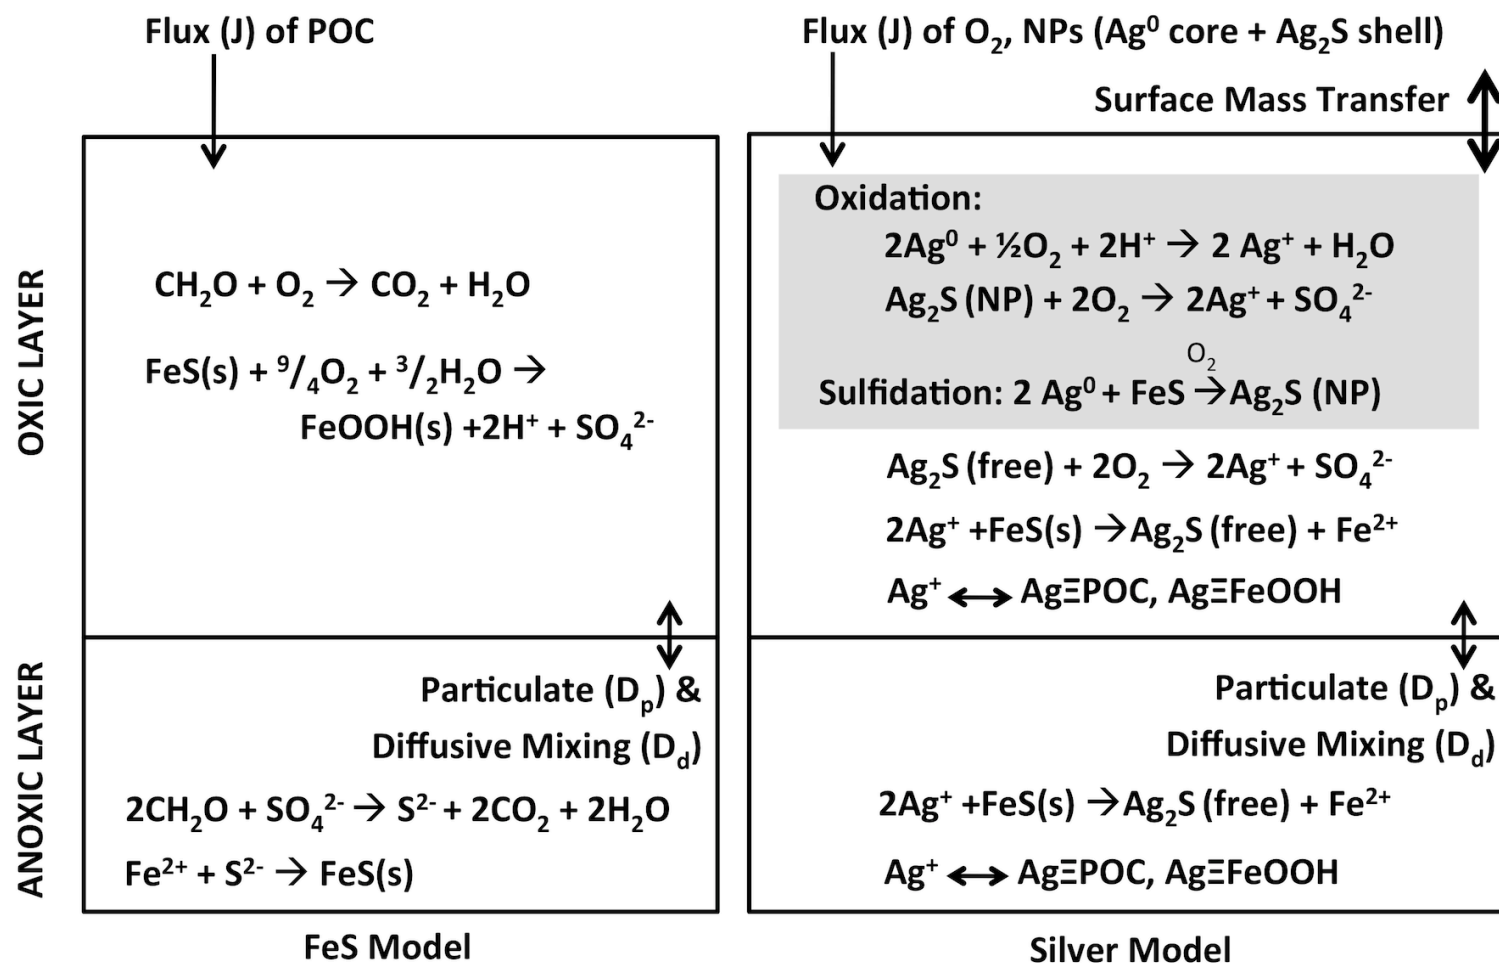 Flux (J) of POC
OXIC LAYER
CH₂O + O₂ → CO₂ + H₂O
FeS(s) + ⁹/₄O₂ + ³/₂H₂O →
FeOOH(s) +2H⁺ + SO₄²⁻
ANOXIC LAYER
Particulate (Dₚ) &
Diffusive Mixing (D_d)
2CH₂O + SO₄²⁻ → S²⁻ + 2CO₂ + 2H₂O
Fe²⁺ + S²⁻ → FeS(s)
FeS Model
Flux (J) of O₂, NPs (Ag⁰ core + Ag₂S shell)
Surface Mass Transfer
Oxidation:
2Ag⁰ + ½O₂ + 2H⁺ → 2 Ag⁺ + H₂O
Ag₂S (NP) + 2O₂ → 2Ag⁺ + SO₄²⁻
O₂
Sulfidation: 2 Ag⁰ + FeS → Ag₂S (NP)
Ag₂S (free) + 2O₂ → 2Ag⁺ + SO₄²⁻
2Ag⁺ +FeS(s) →Ag₂S (free) + Fe²⁺
Ag⁺ ↔ AgΞPOC, AgΞFeOOH
Particulate (Dₚ) &
Diffusive Mixing (D_d)
2Ag⁺ +FeS(s) →Ag₂S (free) + Fe²⁺
Ag⁺ ↔ AgΞPOC, AgΞFeOOH
Silver Model